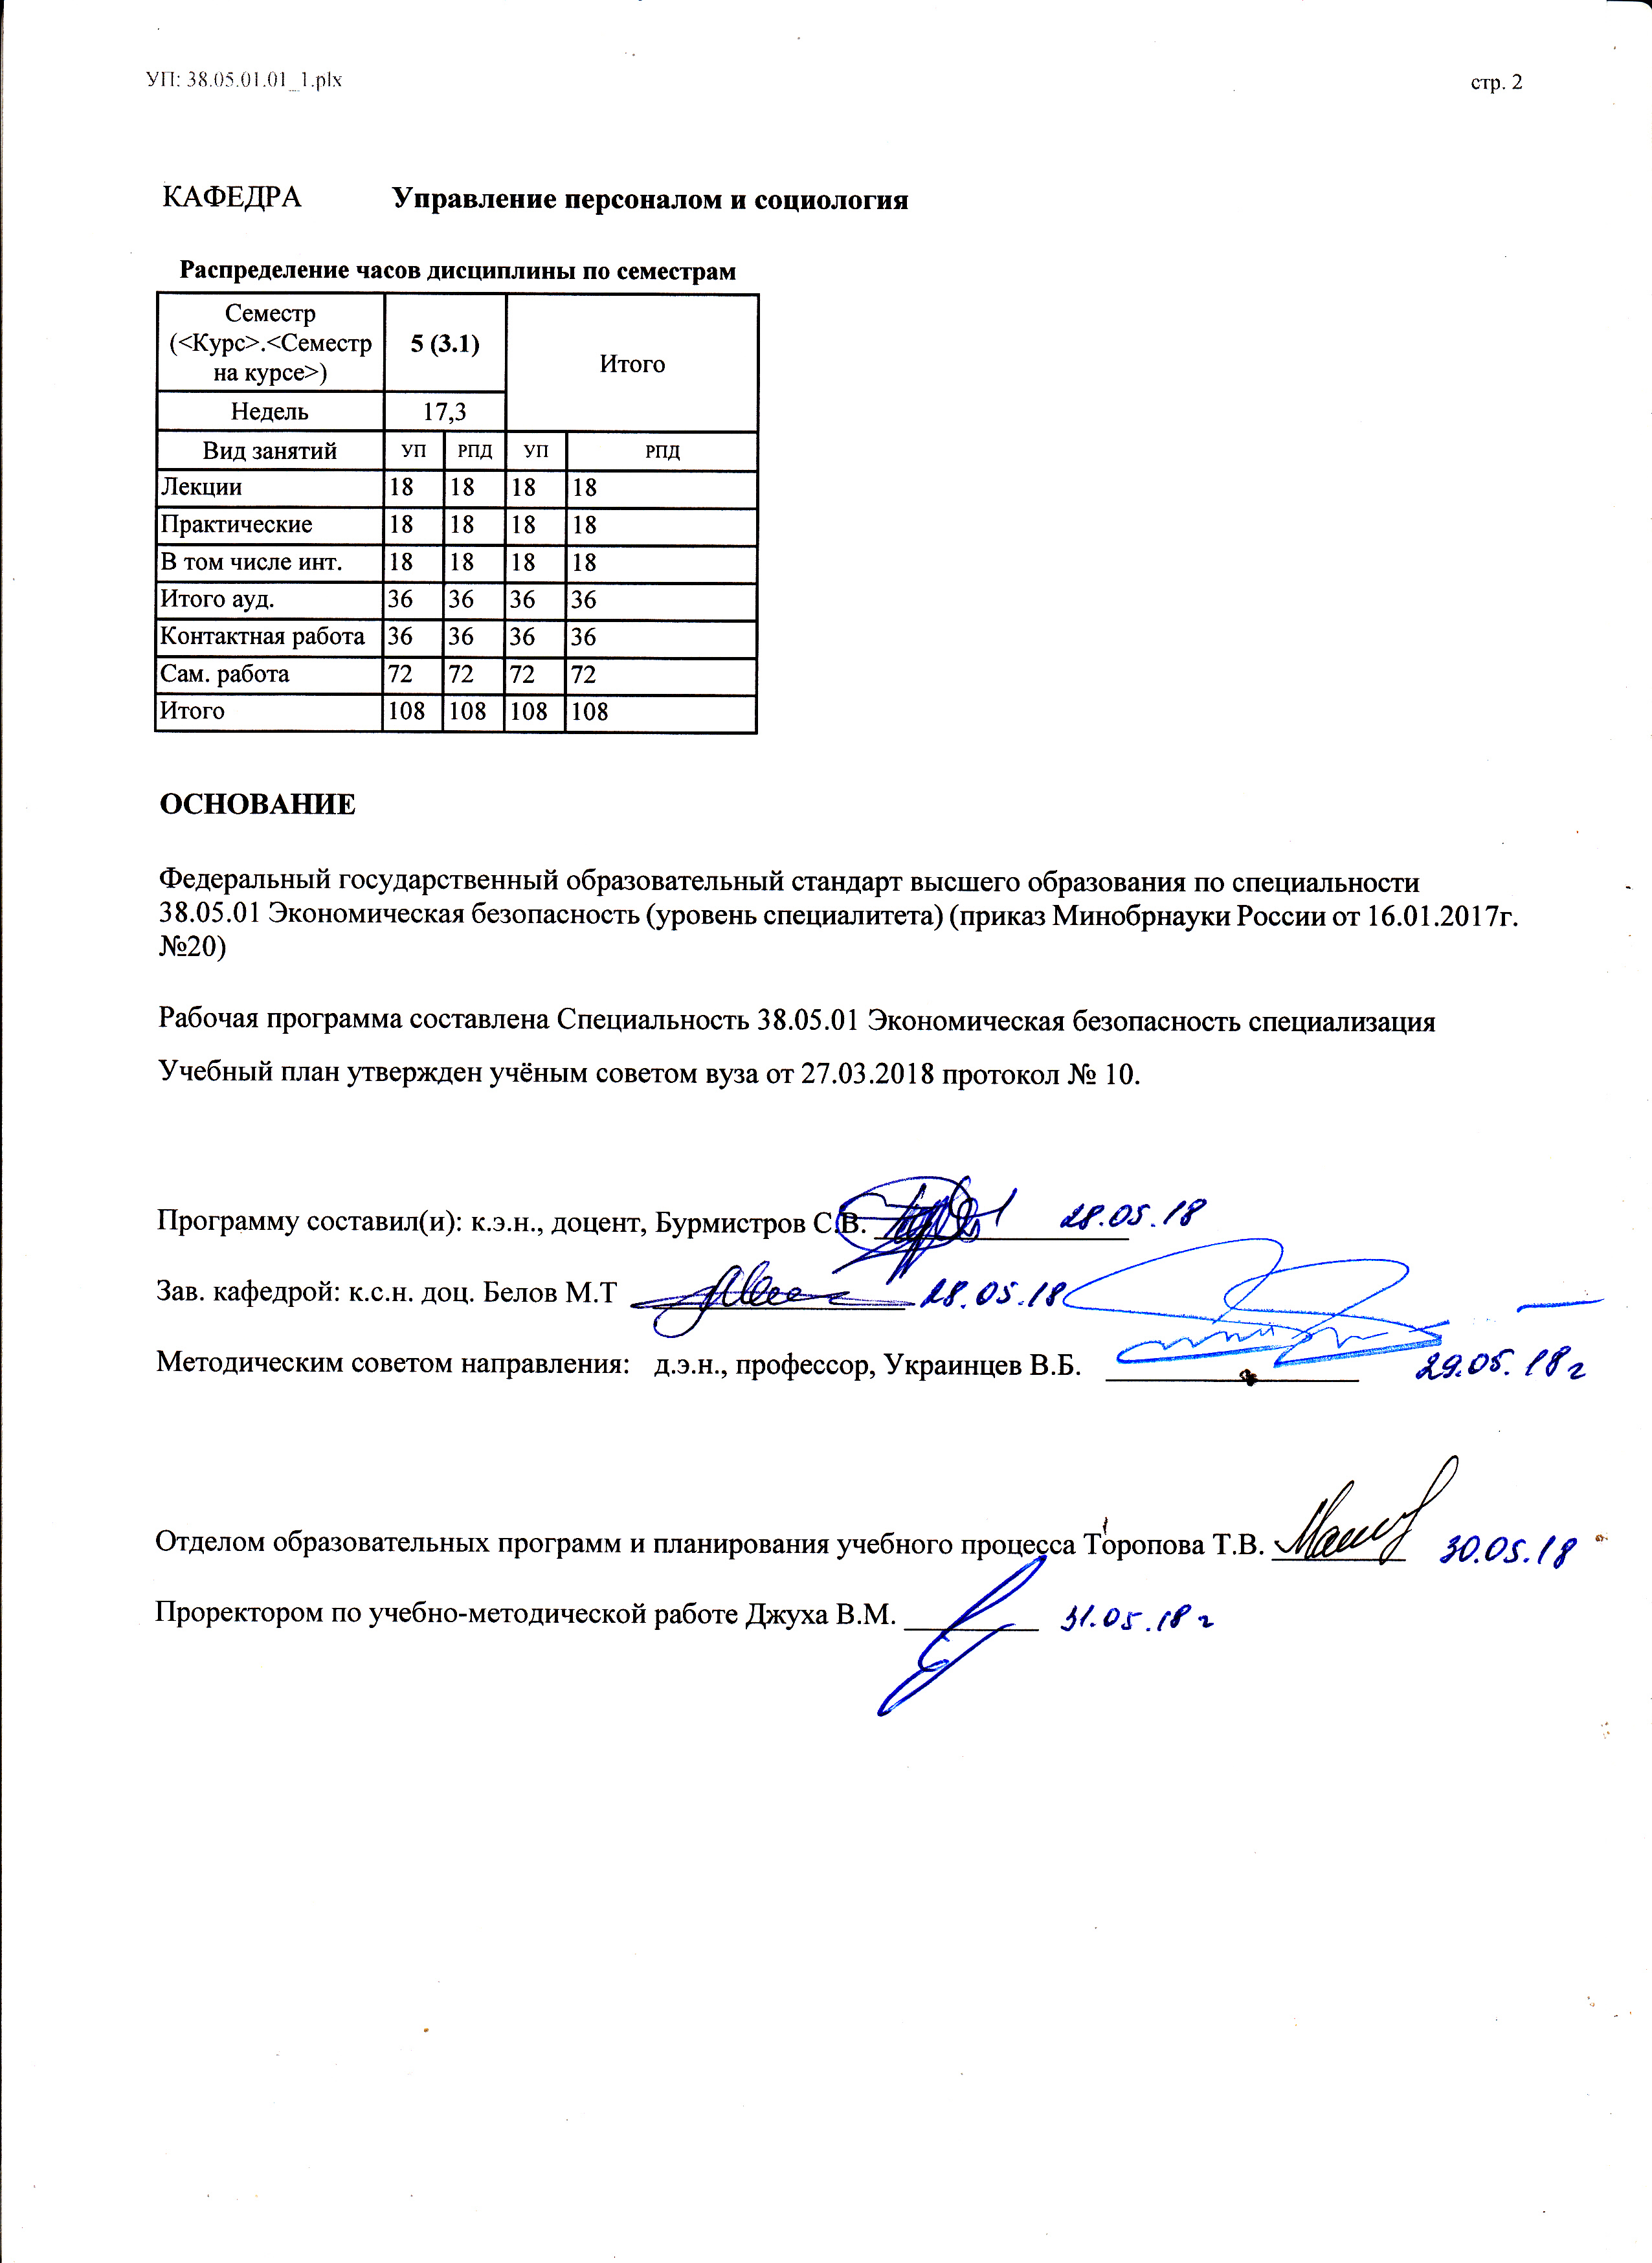 УП: 38.05.01.01_1.plx
стр. 2
КАФЕДРА Управление персоналом и социология
Распределение часов дисциплины по семестрам
Семестр
(<Курс>.<Семестр
на курсе>)
5 (3.1)
Итого
Недель 17,3
Вид занятий УП РПД УП РПД
Лекции 18 18 18 18
Практические 18 18 18 18
В том числе инт. 18 18 18 18
Итого ауд. 36 36 36 36
Контактная работа 36 36 36 36
Сам. работа 72 72 72 72
Итого 108 108 108 108
ОСНОВАНИЕ
Федеральный государственный образовательный стандарт высшего образования по специальности
38.05.01 Экономическая безопасность (уровень специалитета) (приказ Минобрнауки России от 16.01.2017г.
№20)
Рабочая программа составлена Специальность 38.05.01 Экономическая безопасность специализация
Учебный план утвержден учёным советом вуза от 27.03.2018 протокол № 10.
Программу составил(и): к.э.н., доцент, Бурмистров С.В. 28.05.18
Зав. кафедрой: к.с.н. доц. Белов М.Т 28.05.18
Методическим советом направления: д.э.н., профессор, Украинцев В.Б. 29.05.18 г
Отделом образовательных программ и планирования учебного процесса Торопова Т.В. 30.05.18
Проректором по учебно-методической работе Джуха В.М. 31.05.18 г